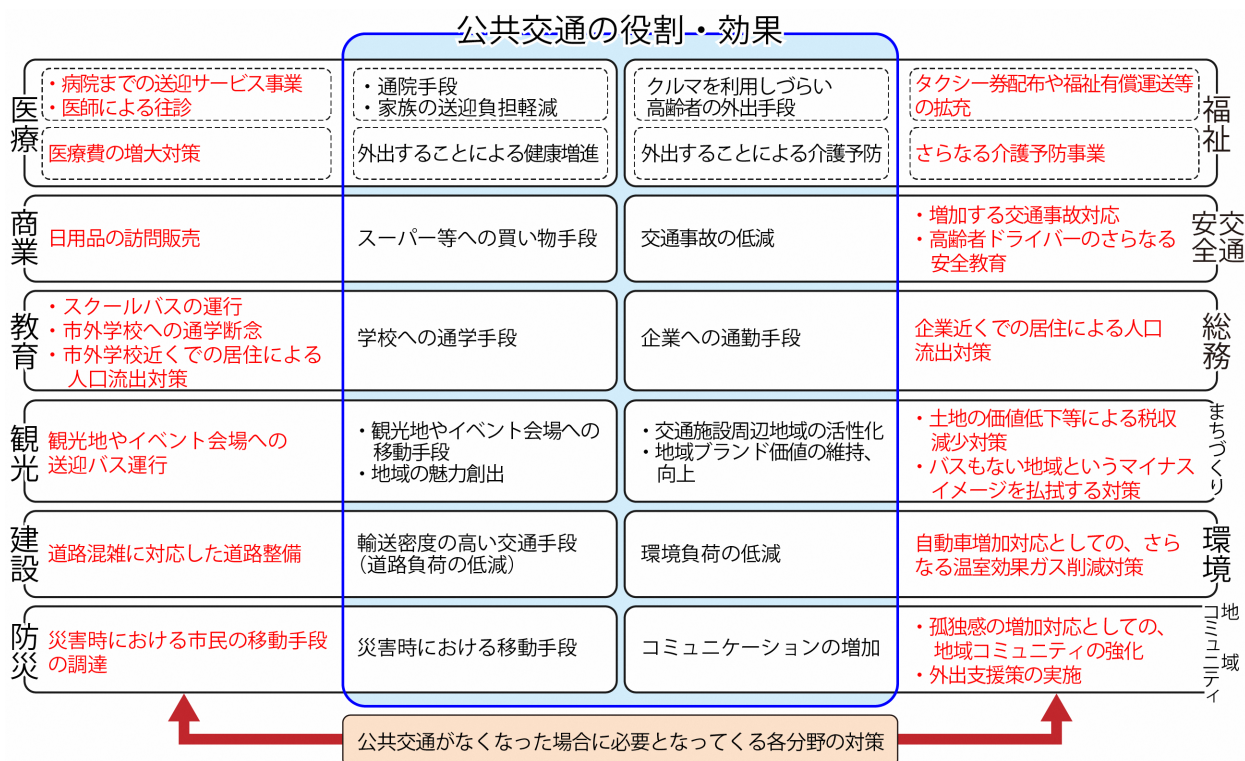 公共交通の役割・効果
医療
・病院までの送迎サービス事業
・医師による往診
・通院手段
・家族の送迎負担軽減
医療費の増大対策
外出することによる健康増進
クルマを利用しづらい
高齢者の外出手段
タクシー券配布や福祉有償運送等
の拡充
外出することによる介護予防
さらなる介護予防事業
福祉
商業
日用品の訪問販売
スーパー等への買い物手段
交通事故の低減
・増加する交通事故対応
・高齢者ドライバーのさらなる
安全教育
交通
安全
教育
・スクールバスの運行
・市外学校への通学断念
・市外学校近くでの居住による
人口流出対策
学校への通学手段
企業への通勤手段
企業近くでの居住による人口
流出対策
総務
観光
観光地やイベント会場への
送迎バス運行
・観光地やイベント会場への
移動手段
・地域の魅力創出
・交通施設周辺地域の活性化
・地域ブランド価値の維持、
向上
・土地の価値低下等による税収
減少対策
・バスもない地域というマイナス
イメージを払拭する対策
まちづくり
建設
道路混雑に対応した道路整備
輸送密度の高い交通手段
（道路負荷の低減）
環境負荷の低減
自動車増加対応としての、さら
なる温室効果ガス削減対策
環境
防災
災害時における市民の移動手段
の調達
災害時における移動手段
コミュニケーションの増加
・孤独感の増加対応としての、
地域コミュニティの強化
・外出支援策の実施
地域
コミュニティ
公共交通がなくなった場合に必要となってくる各分野の対策